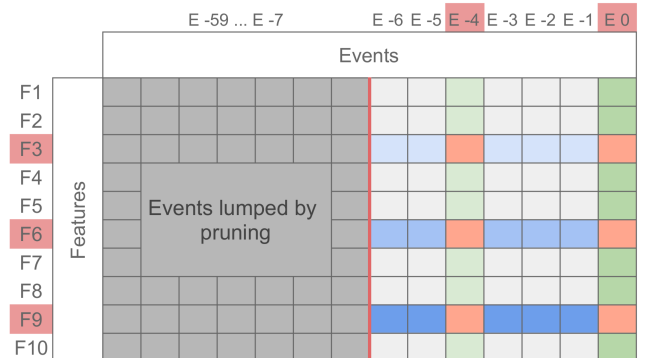 E -59 ... E -7 E -6 E -5 E -4 E -3 E -2 E -1 E 0
Events
F1
F2
F3
F4
F5
F6
F7
F8
F9
F10
Features
Events lumped by
pruning